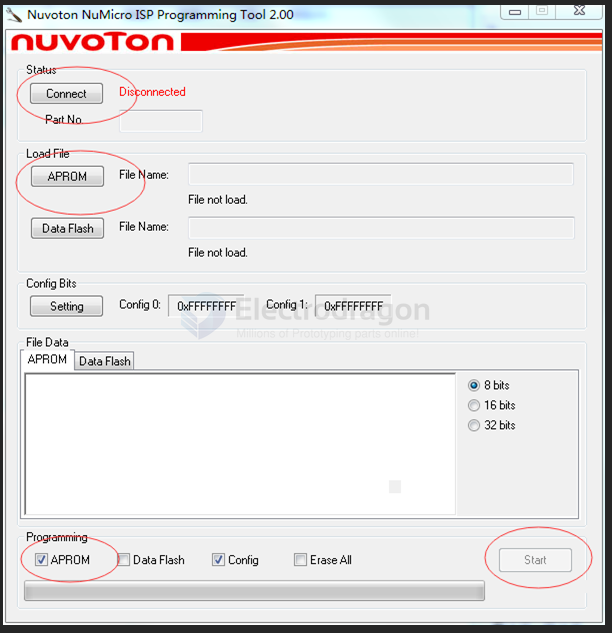 Nuvoton NuMicro ISP Programming Tool 2.00
nuvoTon
Status
Connect Disconnected
Part No.
Load File
APROM File Name:
File not load.
Data Flash File Name:
File not load.
Config Bits
Setting Config 0: 0xFFFFFFFF Config 1: 0xFFFFFFFF
Electrodragon
Millions of Prototyping parts online!
File Data
APROM Data Flash
8 bits
16 bits
32 bits
Programming
APROM Data Flash Config Erase All Start